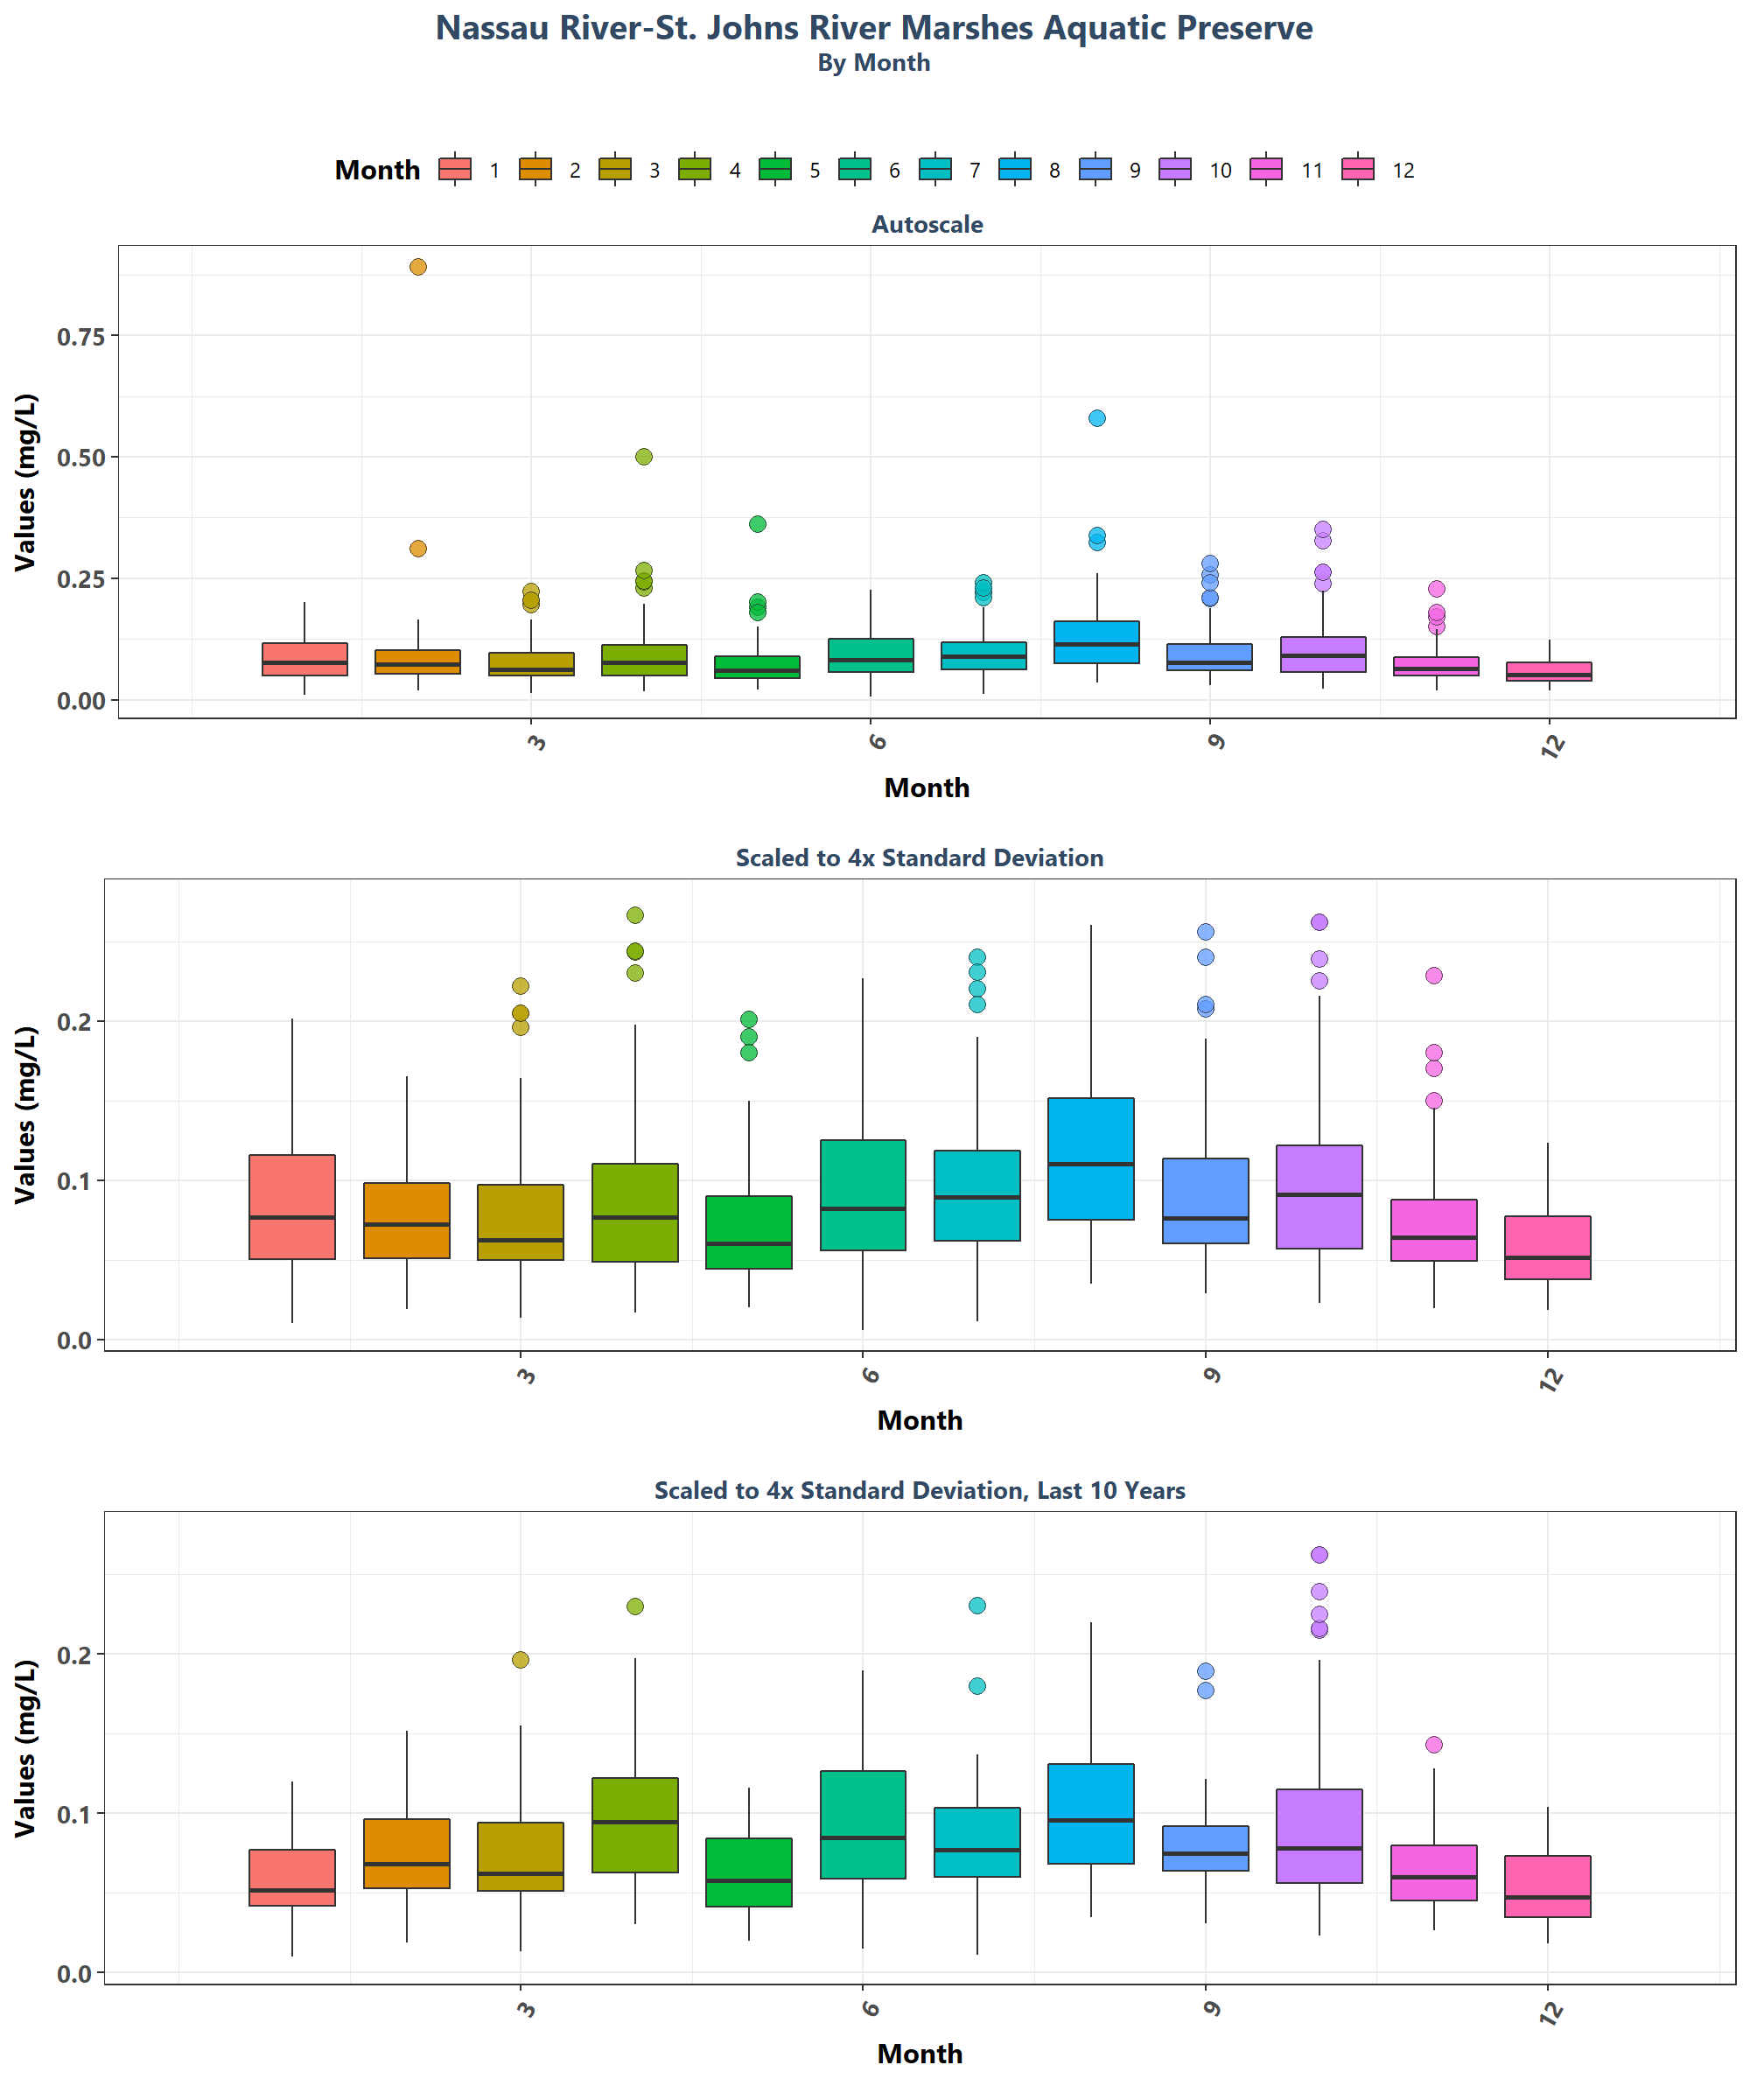 Nassau River-St. Johns River Marshes Aquatic Preserve
By Month
Month 1 2 3 4 5 6 7 8 9 10 11 12
Autoscale
Values (mg/L)
0.75
0.50
0.25
0.00
3 6 9 12
Month
Scaled to 4x Standard Deviation
Values (mg/L)
0.2
0.1
0.0
3 6 9 12
Month
Scaled to 4x Standard Deviation, Last 10 Years
Values (mg/L)
0.2
0.1
0.0
3 6 9 12
Month